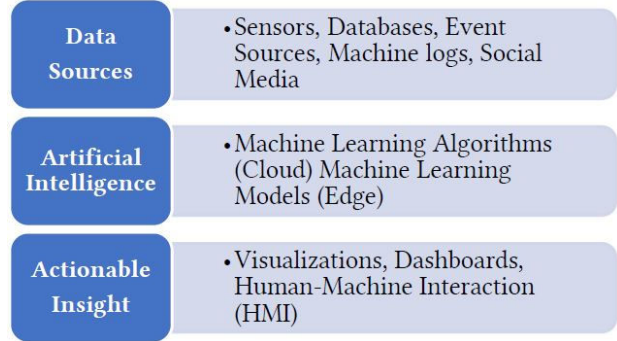 Data
Sources
•Sensors, Databases, Event
Sources, Machine logs, Social
Media
Artificial
Intelligence
•Machine Learning Algorithms
(Cloud) Machine Learning
Models (Edge)
Actionable
Insight
•Visualizations, Dashboards,
Human-Machine Interaction
(HMI)